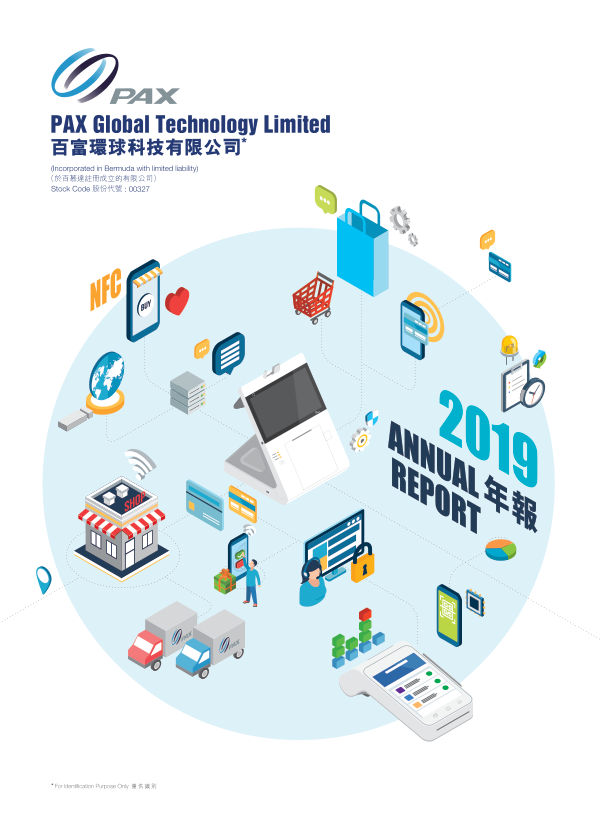 PAX
PAX Global Technology Limited
百富環球科技有限公司*
(Incorporated in Bermuda with limited liability)
(於百慕達註冊成立的有限公司)
Stock Code 股份代號 : 00327
NFC
BUY
2019
ANNUAL 年報
REPORT
SHOP
PAX
PAX
* For Identification Purpose Only 僅供識別